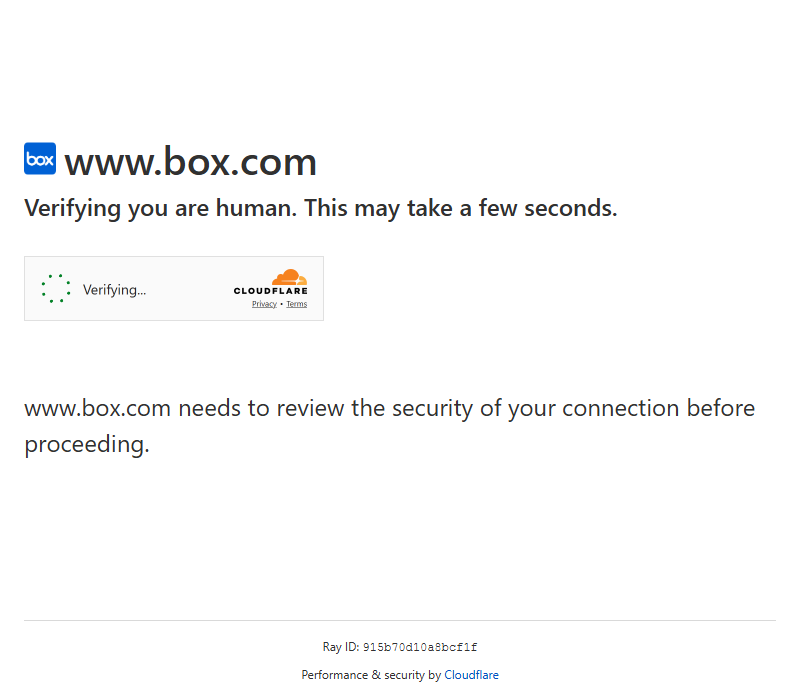 box
www.box.com
Verifying you are human. This may take a few seconds.
Verifying...
CLOUDFLARE
Privacy • Terms
www.box.com needs to review the security of your connection before
proceeding.
Ray ID: 915b70d10a8bcf1f
Performance & security by Cloudflare